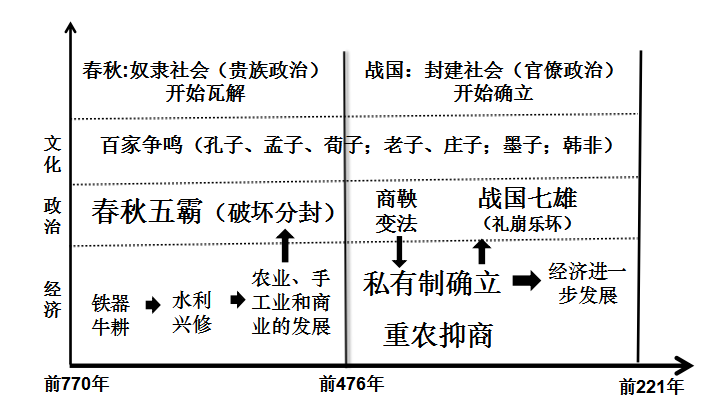 春秋:奴隶社会（贵族政治）
开始瓦解
战国：封建社会（官僚政治）
开始确立
文化
百家争鸣（孔子、孟子、荀子；老子、庄子；墨子；韩非）
政治
春秋五霸（破坏分封）
商鞅
变法
战国七雄
（礼崩乐坏）
经济
铁器
牛耕
水利
兴修
农业、手
工业和商
业的发展
私有制确立
经济进一
步发展
重农抑商
前770年
前476年
前221年